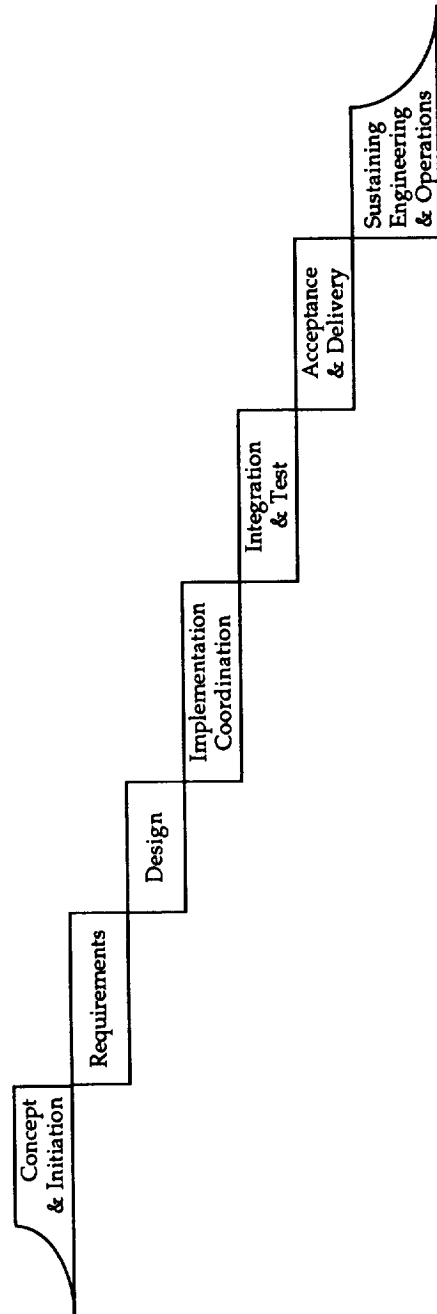 Concept
& Initiation
Requirements
Design
Implementation
Coordination
Integration
& Test
Acceptance
& Delivery
Sustaining
Engineering
& Operations